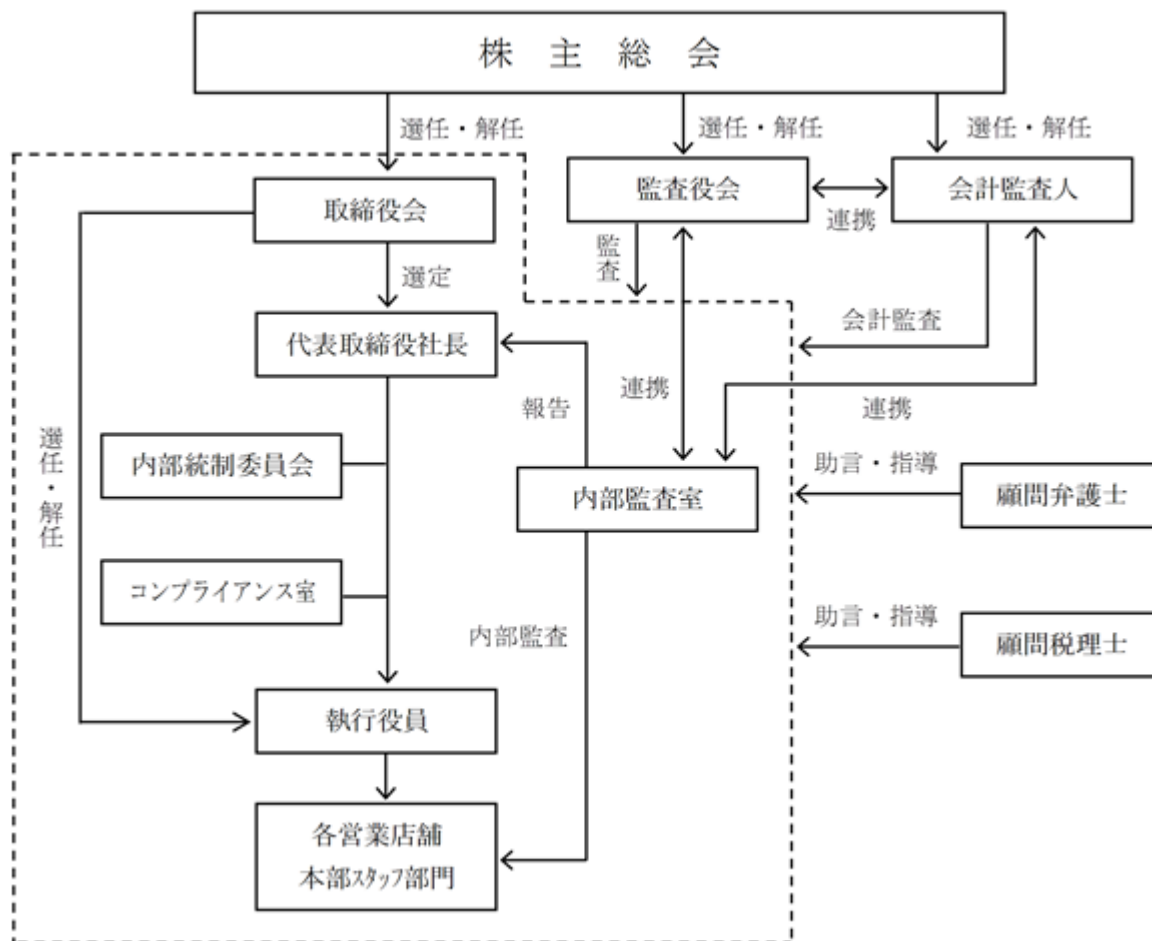 株主総会
選任・解任
選任・解任
選任・解任
取締役会
監査役会
会計監査人
連携
監査
選定
会計監査
代表取締役社長
報告
連携
連携
選任・解任
内部統制委員会
内部監査室
助言・指導
顧問弁護士
コンプライアンス室
内部監査
助言・指導
顧問税理士
執行役員
各営業店舗
本部スタッフ部門